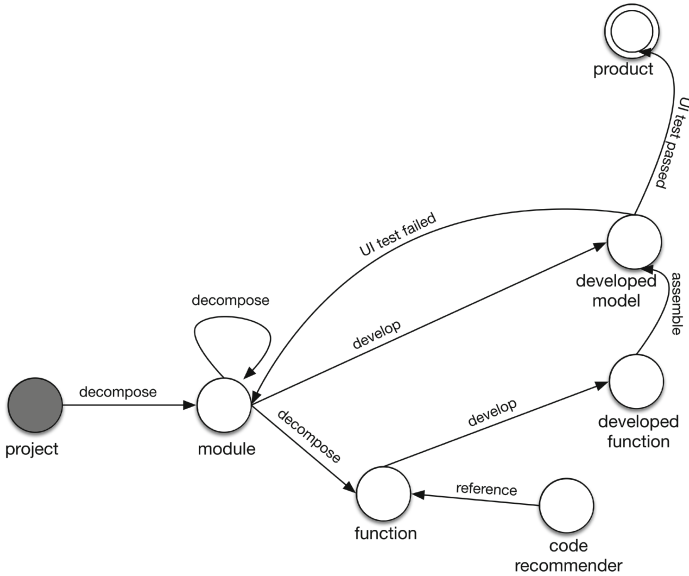 product
UI test passed
UI test failed
developed
model
assemble
decompose
develop
decompose
project
module
decompose
develop
developed
function
reference
function
code
recommender